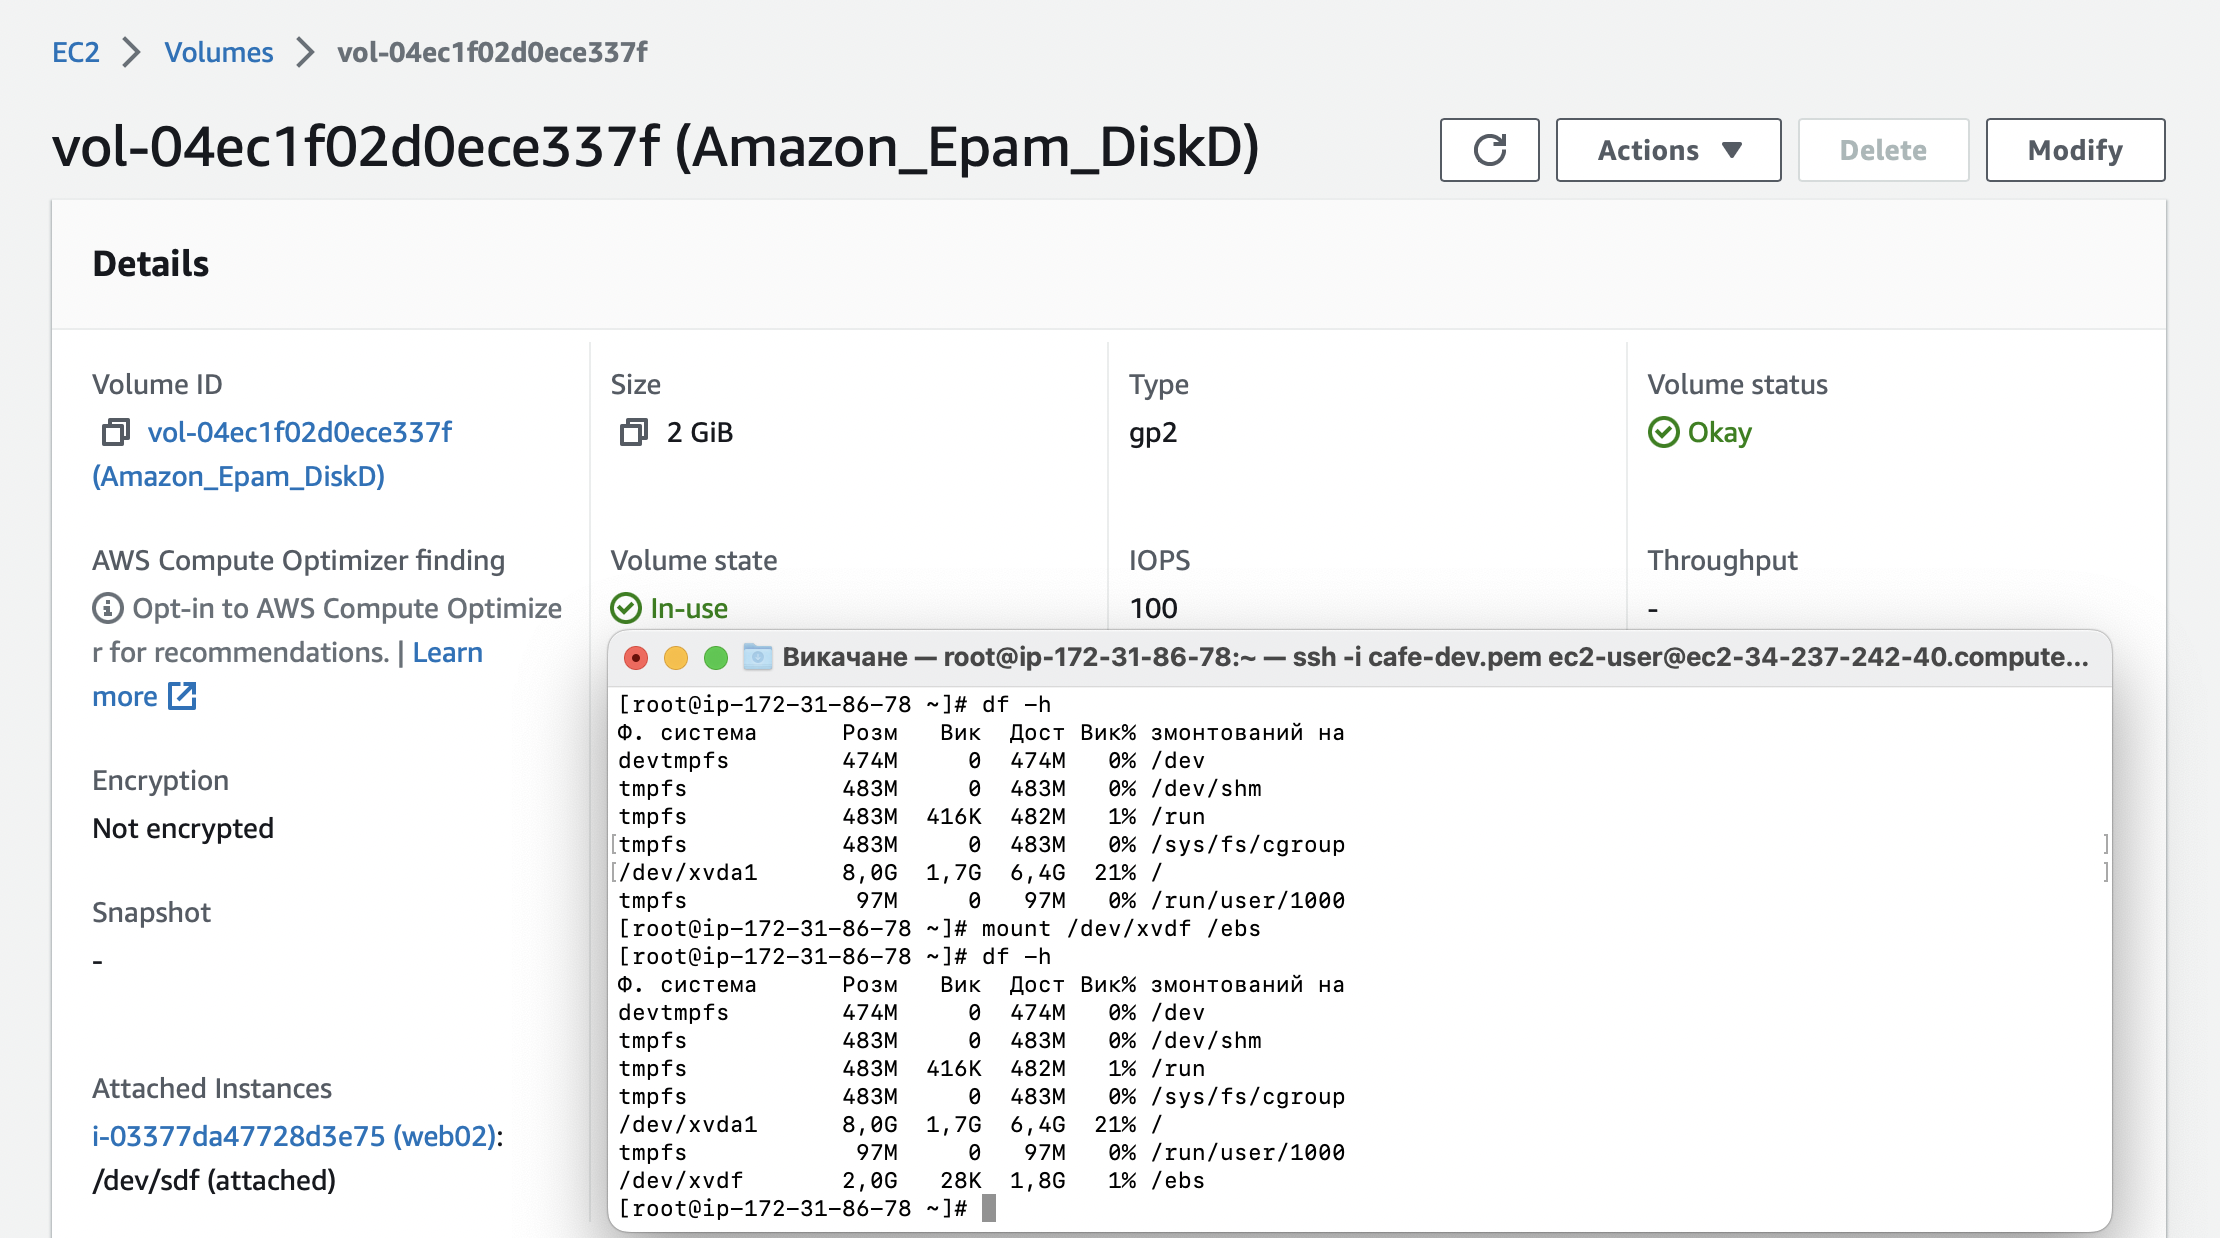 EC2 > Volumes > vol-04ec1f02d0ece337f
vol-04ec1f02d0ece337f (Amazon_Epam_DiskD)
Actions
Delete
Modify
Details
Volume ID
vol-04ec1f02d0ece337f
(Amazon_Epam_DiskD)
Size
2 GiB
Type
gp2
Volume status
Okay
AWS Compute Optimizer finding
Opt-in to AWS Compute Optimize
r for recommendations. | Learn
more
Volume state
In-use
IOPS
100
Throughput
-
Encryption
Not encrypted
Snapshot
-
Attached Instances
i-03377da47728d3e75 (web02):
/dev/sdf (attached)
Викачане — root@ip-172-31-86-78:~ — ssh -i cafe-dev.pem ec2-user@ec2-34-237-242-40.compute...
[root@ip-172-31-86-78 ~]# df -h
Ф. система      Розм   Вик  Дост Вик% змонтований на
devtmpfs        474M     0  474M   0% /dev
tmpfs           483M     0  483M   0% /dev/shm
tmpfs           483M  416K  482M   1% /run
[tmpfs           483M     0  483M   0% /sys/fs/cgroup ]
[/dev/xvda1      8,0G  1,7G  6,4G  21% / ]
tmpfs            97M     0   97M   0% /run/user/1000
[root@ip-172-31-86-78 ~]# mount /dev/xvdf /ebs
[root@ip-172-31-86-78 ~]# df -h
Ф. система      Розм   Вик  Дост Вик% змонтований на
devtmpfs        474M     0  474M   0% /dev
tmpfs           483M     0  483M   0% /dev/shm
tmpfs           483M  416K  482M   1% /run
tmpfs           483M     0  483M   0% /sys/fs/cgroup
/dev/xvda1      8,0G  1,7G  6,4G  21% /
tmpfs            97M     0   97M   0% /run/user/1000
/dev/xvdf       2,0G   28K  1,8G   1% /ebs
[root@ip-172-31-86-78 ~]#